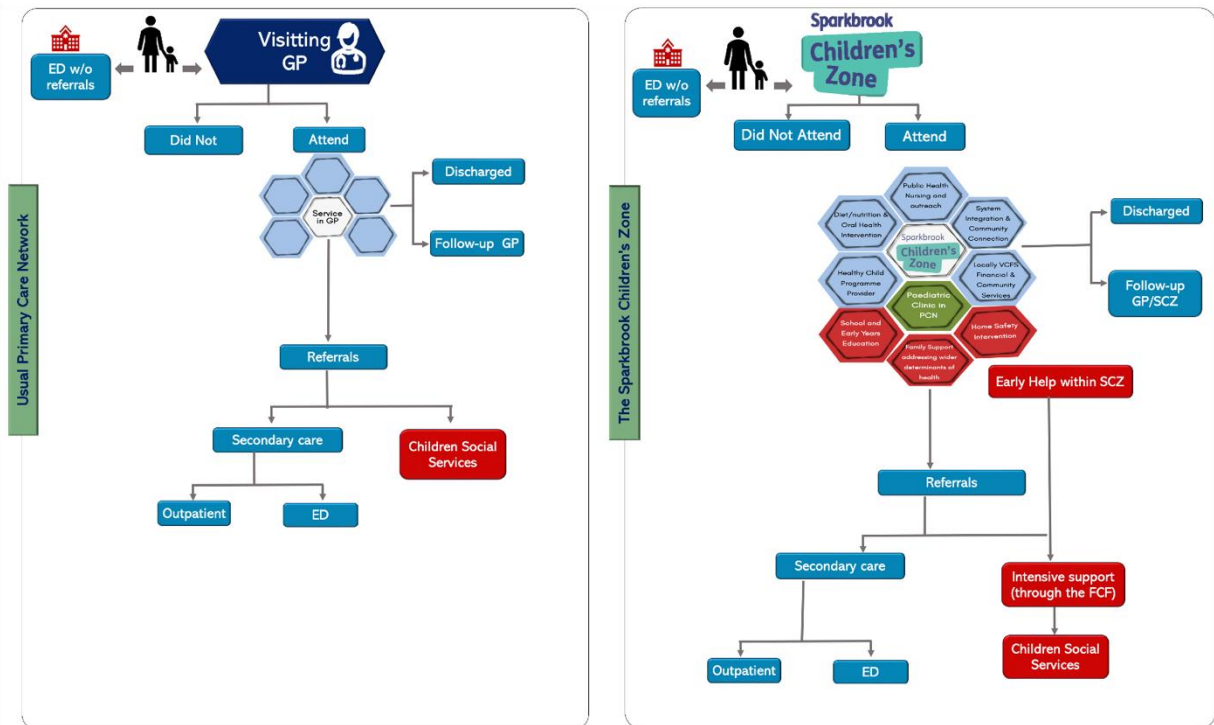 Usual Primary Care Network
ED w/o
referrals
Visitting
GP
Did Not
Attend
Service
in GP
Discharged
Follow-up GP
Referrals
Secondary care
Children Social
Services
Outpatient
ED
The Sparkbrook Children's Zone
ED w/o
referrals
Sparkbrook
Children's
Zone
Did Not Attend
Attend
Public Health
Nursing and
outreach
Diet/nutrition &
Oral Health
Intervention
System
Integration &
Community
Connection
Sparkbrook
Children's
Zone
Healthy Child
Programme
Provider
Locally VCFS
Financial &
Community
Services
Paediatric
Clinic in
PCN
School and
Early Years
Education
Home Safety
Intervention
Family Support
addressing wider
determinants of
health
Discharged
Follow-up
GP/SCZ
Early Help within SCZ
Referrals
Secondary care
Intensive support
(through the FCF)
Outpatient
ED
Children Social
Services